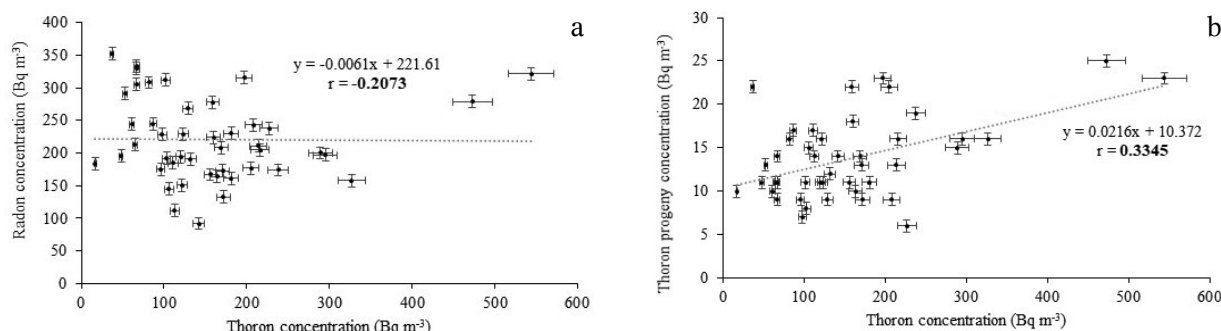 a
y = -0.0061x + 221.61
r = -0.2073
Radon concentration (Bq m-3)
400
350
300
250
200
150
100
50
0
0 100 200 300 400 500 600
Thoron concentration (Bq m-3)
b
y = 0.0216x + 10.372
r = 0.3345
Thoron progeny concentration (Bq m-3)
30
25
20
15
10
5
0
0 100 200 300 400 500 600
Thoron concentration (Bq m-3)